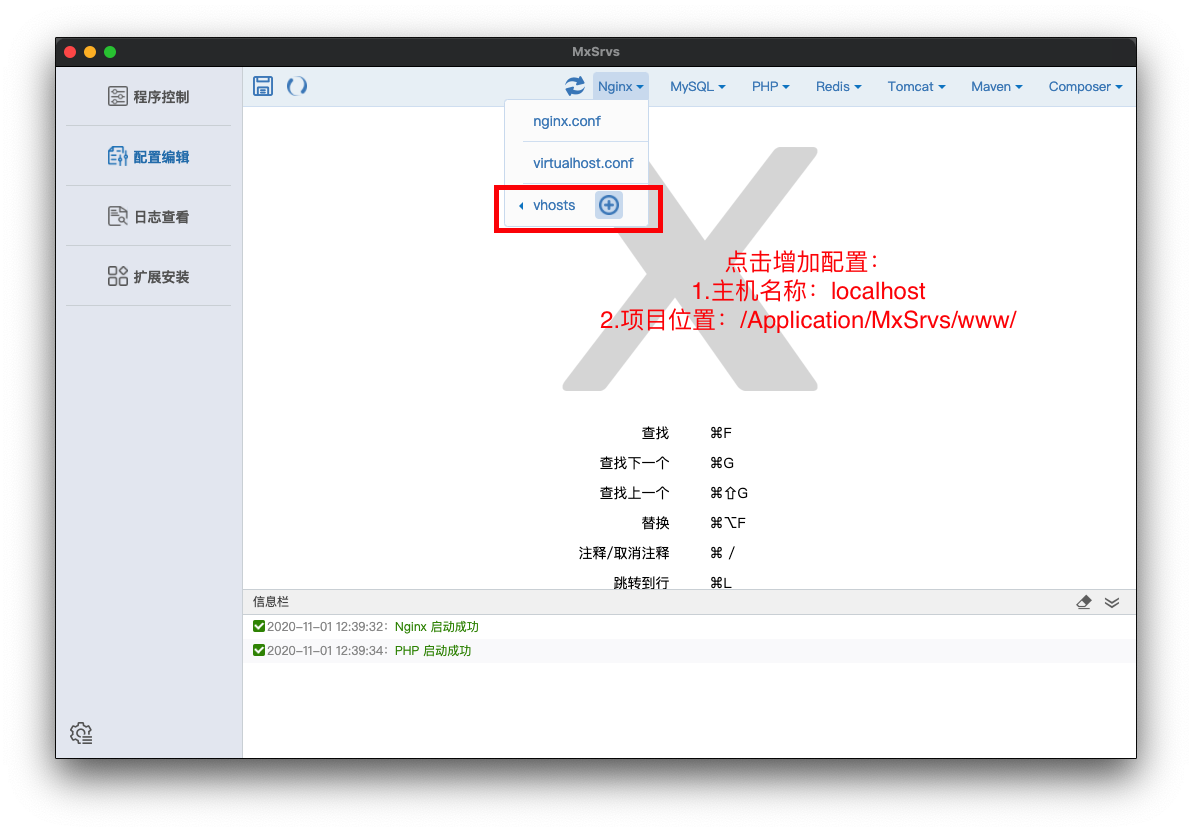 MxSrvs
程序控制
配置编辑
日志查看
扩展安装
Nginx MySQL PHP Redis Tomcat Maven Composer
nginx.conf
virtualhost.conf
vhosts
点击增加配置：
1.主机名称：localhost
2.项目位置：/Application/MxSrvs/www/
查找 ⌘F
查找下一个 ⌘G
查找上一个 ⌘⇧G
替换 ⌘⌥F
注释/取消注释 ⌘ /
跳转到行 ⌘L
信息栏
2020-11-01 12:39:32：Nginx 启动成功
2020-11-01 12:39:34：PHP 启动成功